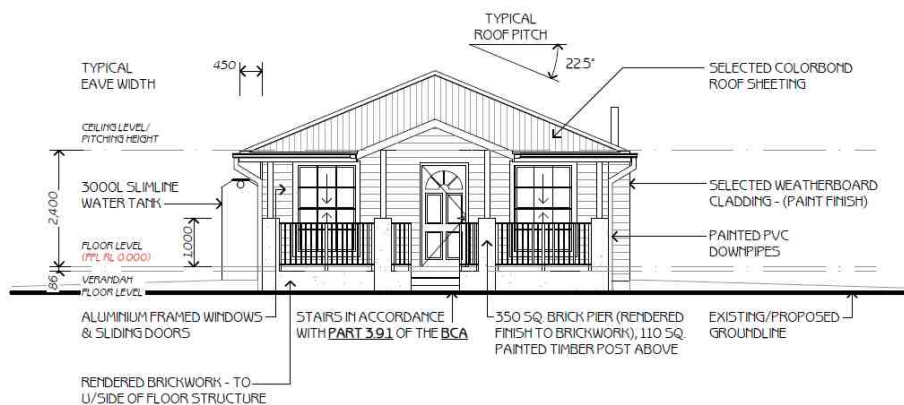 TYPICAL
ROOF PITCH
22.5°
TYPICAL
EAVE WIDTH
450
SELECTED COLORBOND
ROOF SHEETING
CEILING LEVEL/
PITCHING HEIGHT
3000L SLIMLINE
WATER TANK
2,400
1,000
SELECTED WEATHERBOARD
CLADDING - (PAINT FINISH)
PAINTED PVC
DOWNPIPES
FLOOR LEVEL
(FFL RL 0.000)
86
VERANDAH
FLOOR LEVEL
ALUMINIUM FRAMED WINDOWS
& SLIDING DOORS
STAIRS IN ACCORDANCE
WITH PART 3.9.1 OF THE BCA
350 SQ. BRICK PIER (RENDERED
FINISH TO BRICKWORK), 110 SQ.
PAINTED TIMBER POST ABOVE
EXISTING/PROPOSED
GROUNDLINE
RENDERED BRICKWORK - TO
U/SIDE OF FLOOR STRUCTURE